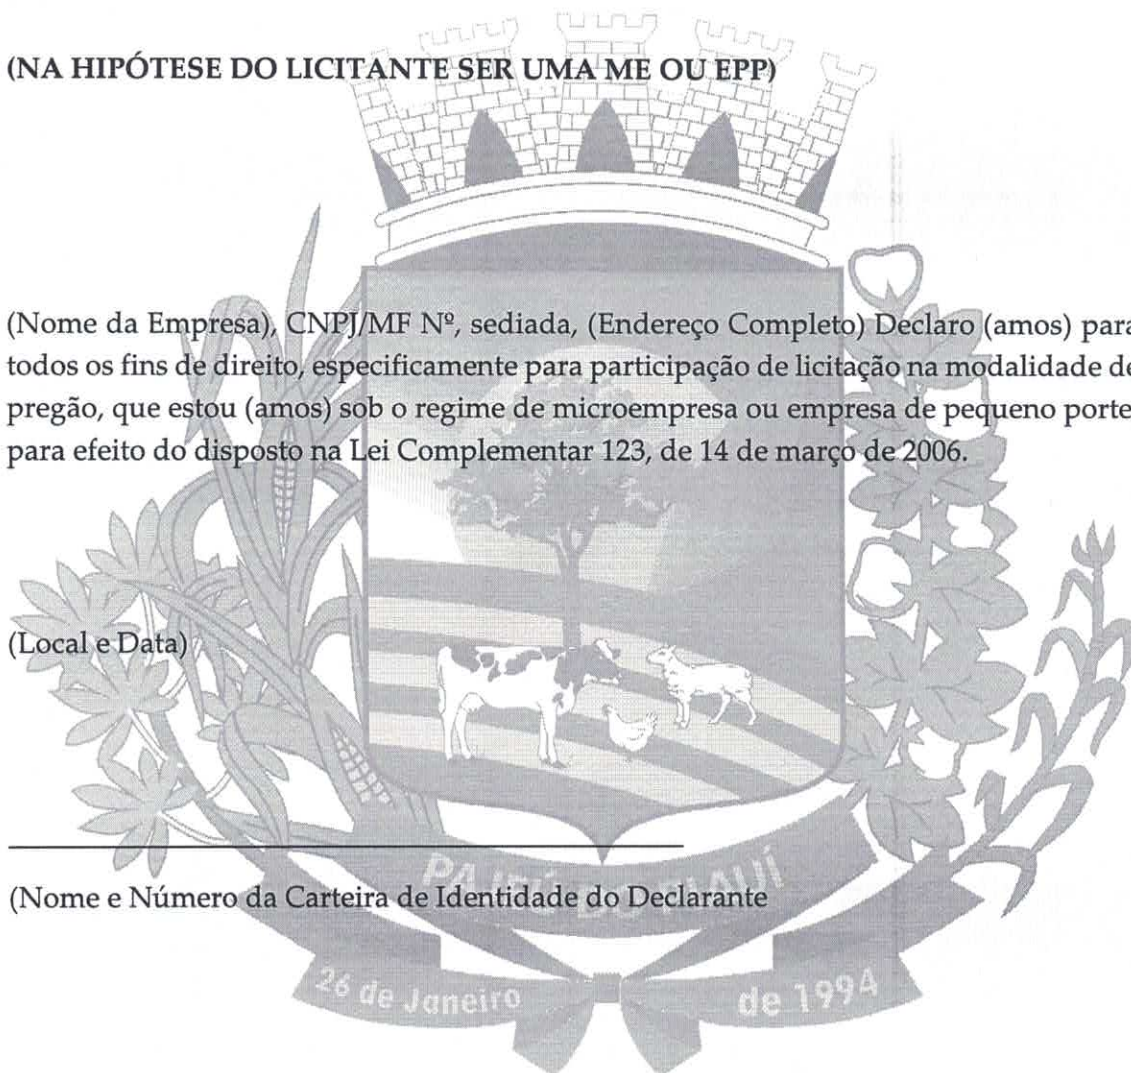 (NA HIPÓTESE DO LICITANTE SER UMA ME OU EPP)
(Nome da Empresa), CNPJ/MF Nº, sediada, (Endereço Completo) Declaro (amos) para
todos os fins de direito, especificamente para participação de licitação na modalidade de
pregão, que estou (amos) sob o regime de microempresa ou empresa de pequeno porte
para efeito do disposto na Lei Complementar 123, de 14 de março de 2006.
(Local e Data)
PAJEÚ DO PIAUÍ
(Nome e Número da Carteira de Identidade do Declarante
26 de Janeiro de 1994